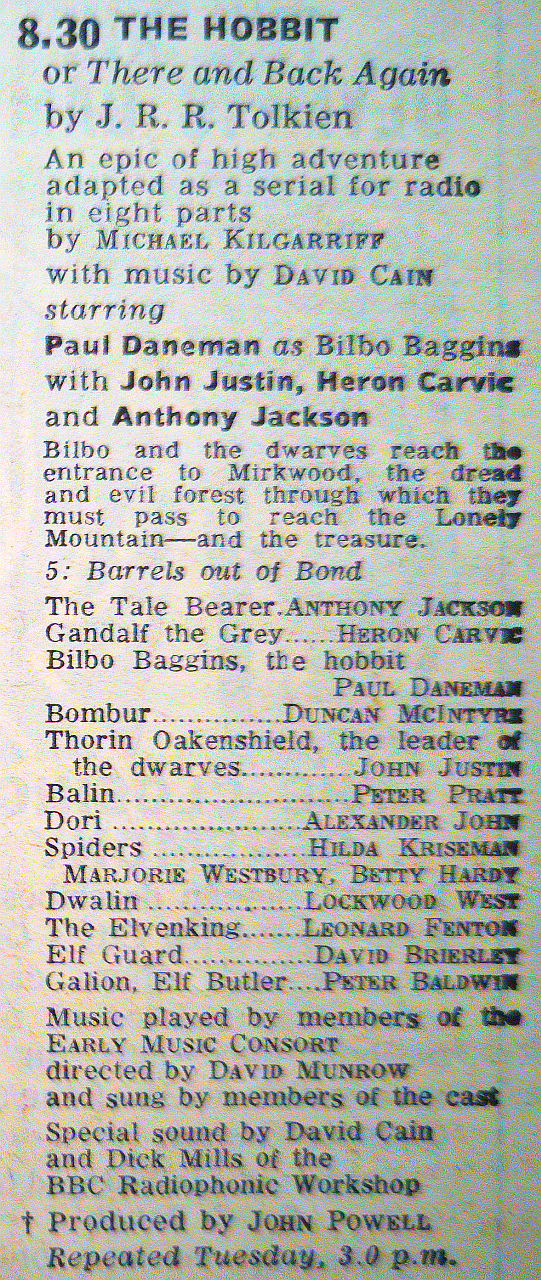 8.30 THE HOBBIT
or There and Back Again
by J. R. R. Tolkien
An epic of high adventure
adapted as a serial for radio
in eight parts
by MICHAEL KILGARRIFF
with music by DAVID CAIN
starring
Paul Daneman as Bilbo Baggins
with John Justin, Heron Carvic
and Anthony Jackson
Bilbo and the dwarves reach the
entrance to Mirkwood, the dread
and evil forest through which they
must pass to reach the Lonely
Mountain—and the treasure.
5: Barrels out of Bond
The Tale Bearer.ANTHONY JACKSON
Gandalf the Grey......HERON CARVIC
Bilbo Baggins, the hobbit
PAUL DANEMAN
Bombur...............DUNCAN MCINTYRE
Thorin Oakenshield, the leader of
the dwarves............JOHN JUSTIN
Balin.........................PETER PRATT
Dori .....................ALEXANDER JOHN
Spiders ..................HILDA KRISEMAN
MARJORIE WESTBURY, BETTY HARDY
Dwalin ................LOCKWOOD WEST
The Elvenking.......LEONARD FENTON
Elf Guard...............DAVID BRIERLEY
Galion, Elf Butler....PETER BALDWIN
Music played by members of the
EARLY MUSIC CONSORT
directed by DAVID MUNROW
and sung by members of the cast
Special sound by David Cain
and Dick Mills of the
BBC Radiophonic Workshop
† Produced by JOHN POWELL
Repeated Tuesday, 3.0 p.m.